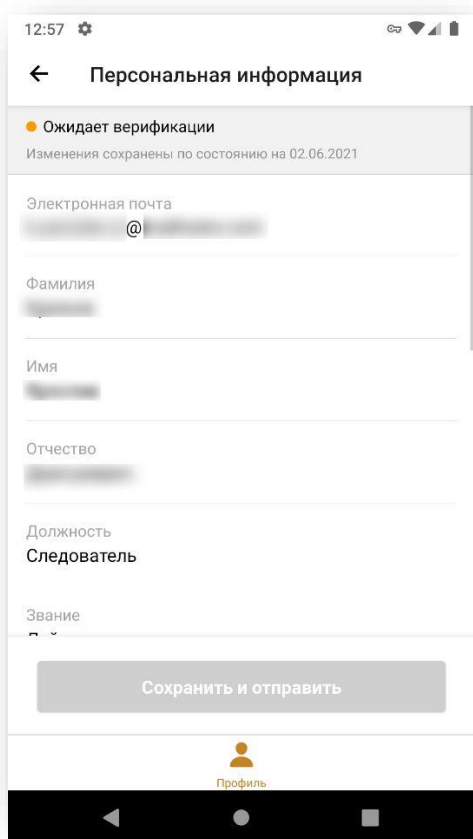 12:57
Персональная информация
Ожидает верификации
Изменения сохранены по состоянию на 02.06.2021
Электронная почта
@
Фамилия
Имя
Отчество
Должность
Следователь
Звание
Сохранить и отправить
Профиль